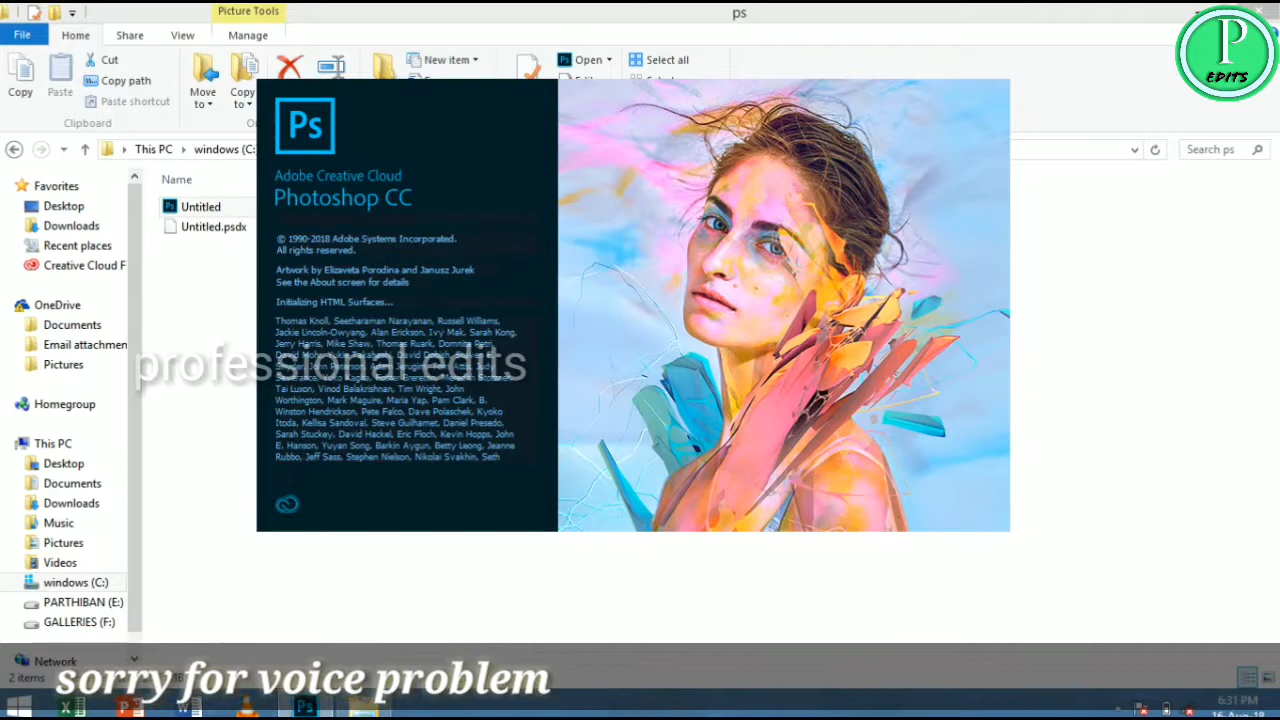 Picture Tools
ps
File
Home
Share
View
Manage
Copy
Paste
Cut
Copy path
Paste shortcut
Clipboard
Move
to
Copy
to
New item
Open
Select all
This PC
windows (C:
Search ps
P
EDITS
Favorites
Desktop
Downloads
Recent places
Creative Cloud F
OneDrive
Documents
Email attachmen
Pictures
Homegroup
This PC
Desktop
Documents
Downloads
Music
Pictures
Videos
windows (C:)
PARTHIBAN (E:)
GALLERIES (F:)
Network
2 items
Name
Untitled
Untitled.psdx
Ps
Adobe Creative Cloud
Photoshop CC
© 1990-2018 Adobe Systems Incorporated.
All rights reserved.
Artwork by Elizaveta Porodina and Janusz Jurek
See the About screen for details
Initializing HTML Surfaces...
Thomas Knoll, Seetharaman Narayanan, Russell Williams,
Jackie Lincoln-Owyang, Alan Erickson, Ivy Mak, Sarah Kong,
Jerry Harris, Mike Shaw, Thomas Ruark, Domnita Petri,
Tai Luxon, Vinod Balakrishnan, Tim Wright, John
Worthington, Mark Maguire, Maria Yap, Pam Clark, B.
Winston Hendrickson, Pete Falco, Dave Polaschek, Kyoko
Itoda, Kellisa Sandoval, Steve Guilhamet, Daniel Presedo,
Sarah Stuckey, David Hackel, Eric Floch, Kevin Hopps, John
E. Hanson, Yuyan Song, Barkin Aygun, Betty Leong, Jeanne
Rubbo, Jeff Sass, Stephen Nielson, Nikolai Svakhin, Seth
professional edits
sorry for voice problem
6:31 PM